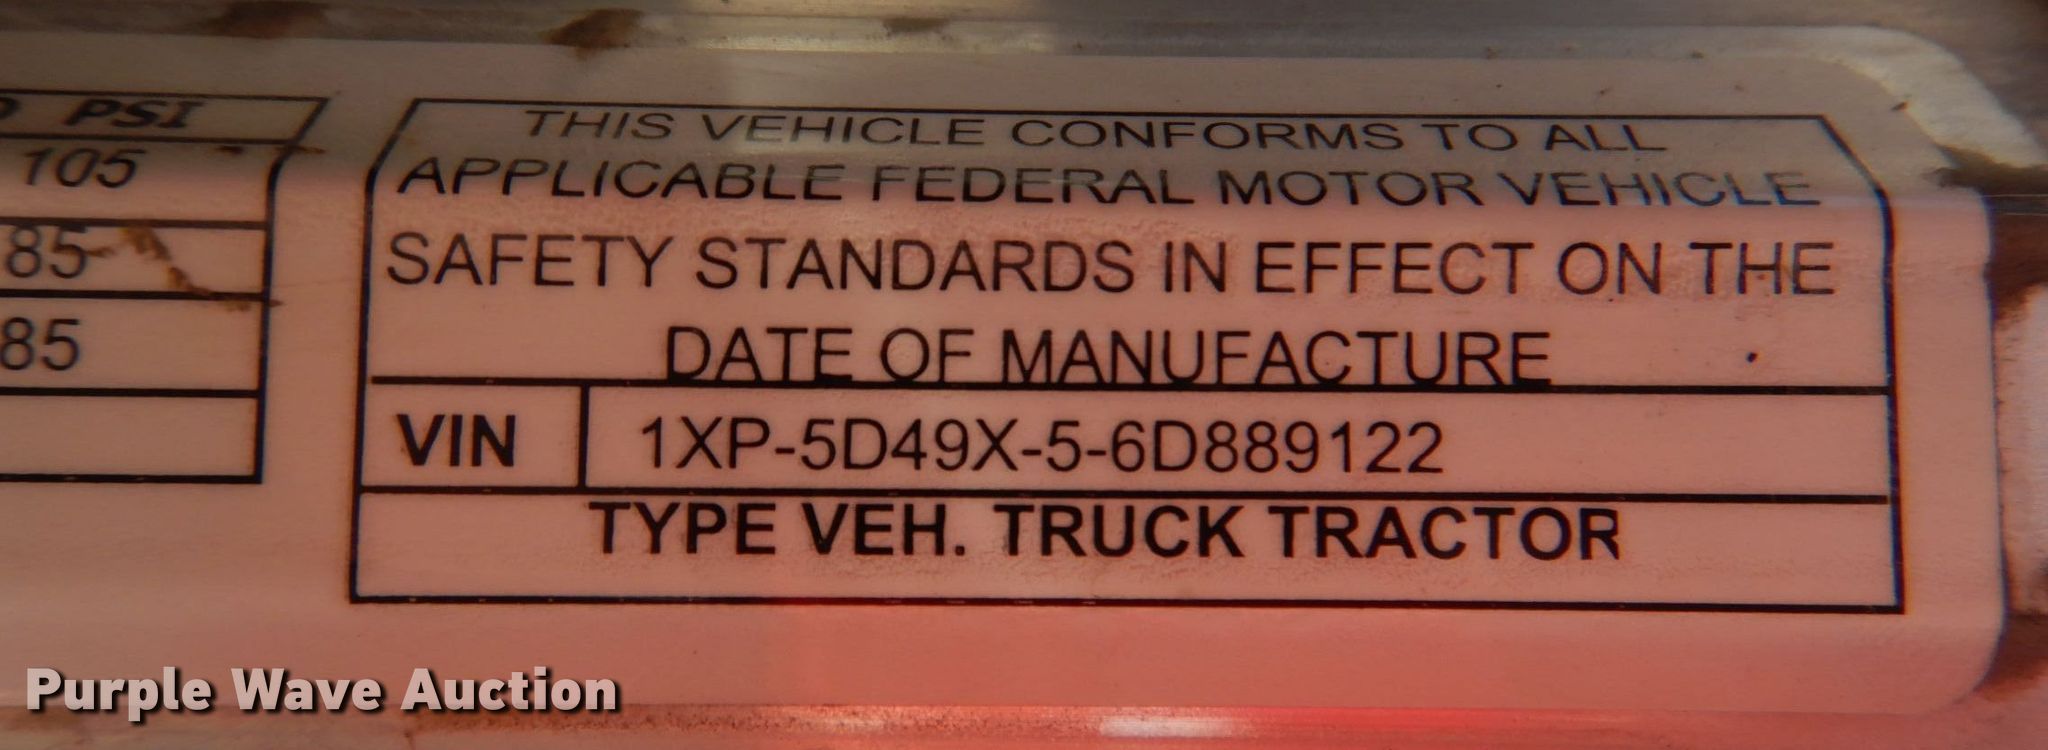 PSI
105
85
85
THIS VEHICLE CONFORMS TO ALL
APPLICABLE FEDERAL MOTOR VEHICLE
SAFETY STANDARDS IN EFFECT ON THE
DATE OF MANUFACTURE
VIN 1XP-5D49X-5-6D889122
TYPE VEH. TRUCK TRACTOR
Purple Wave Auction